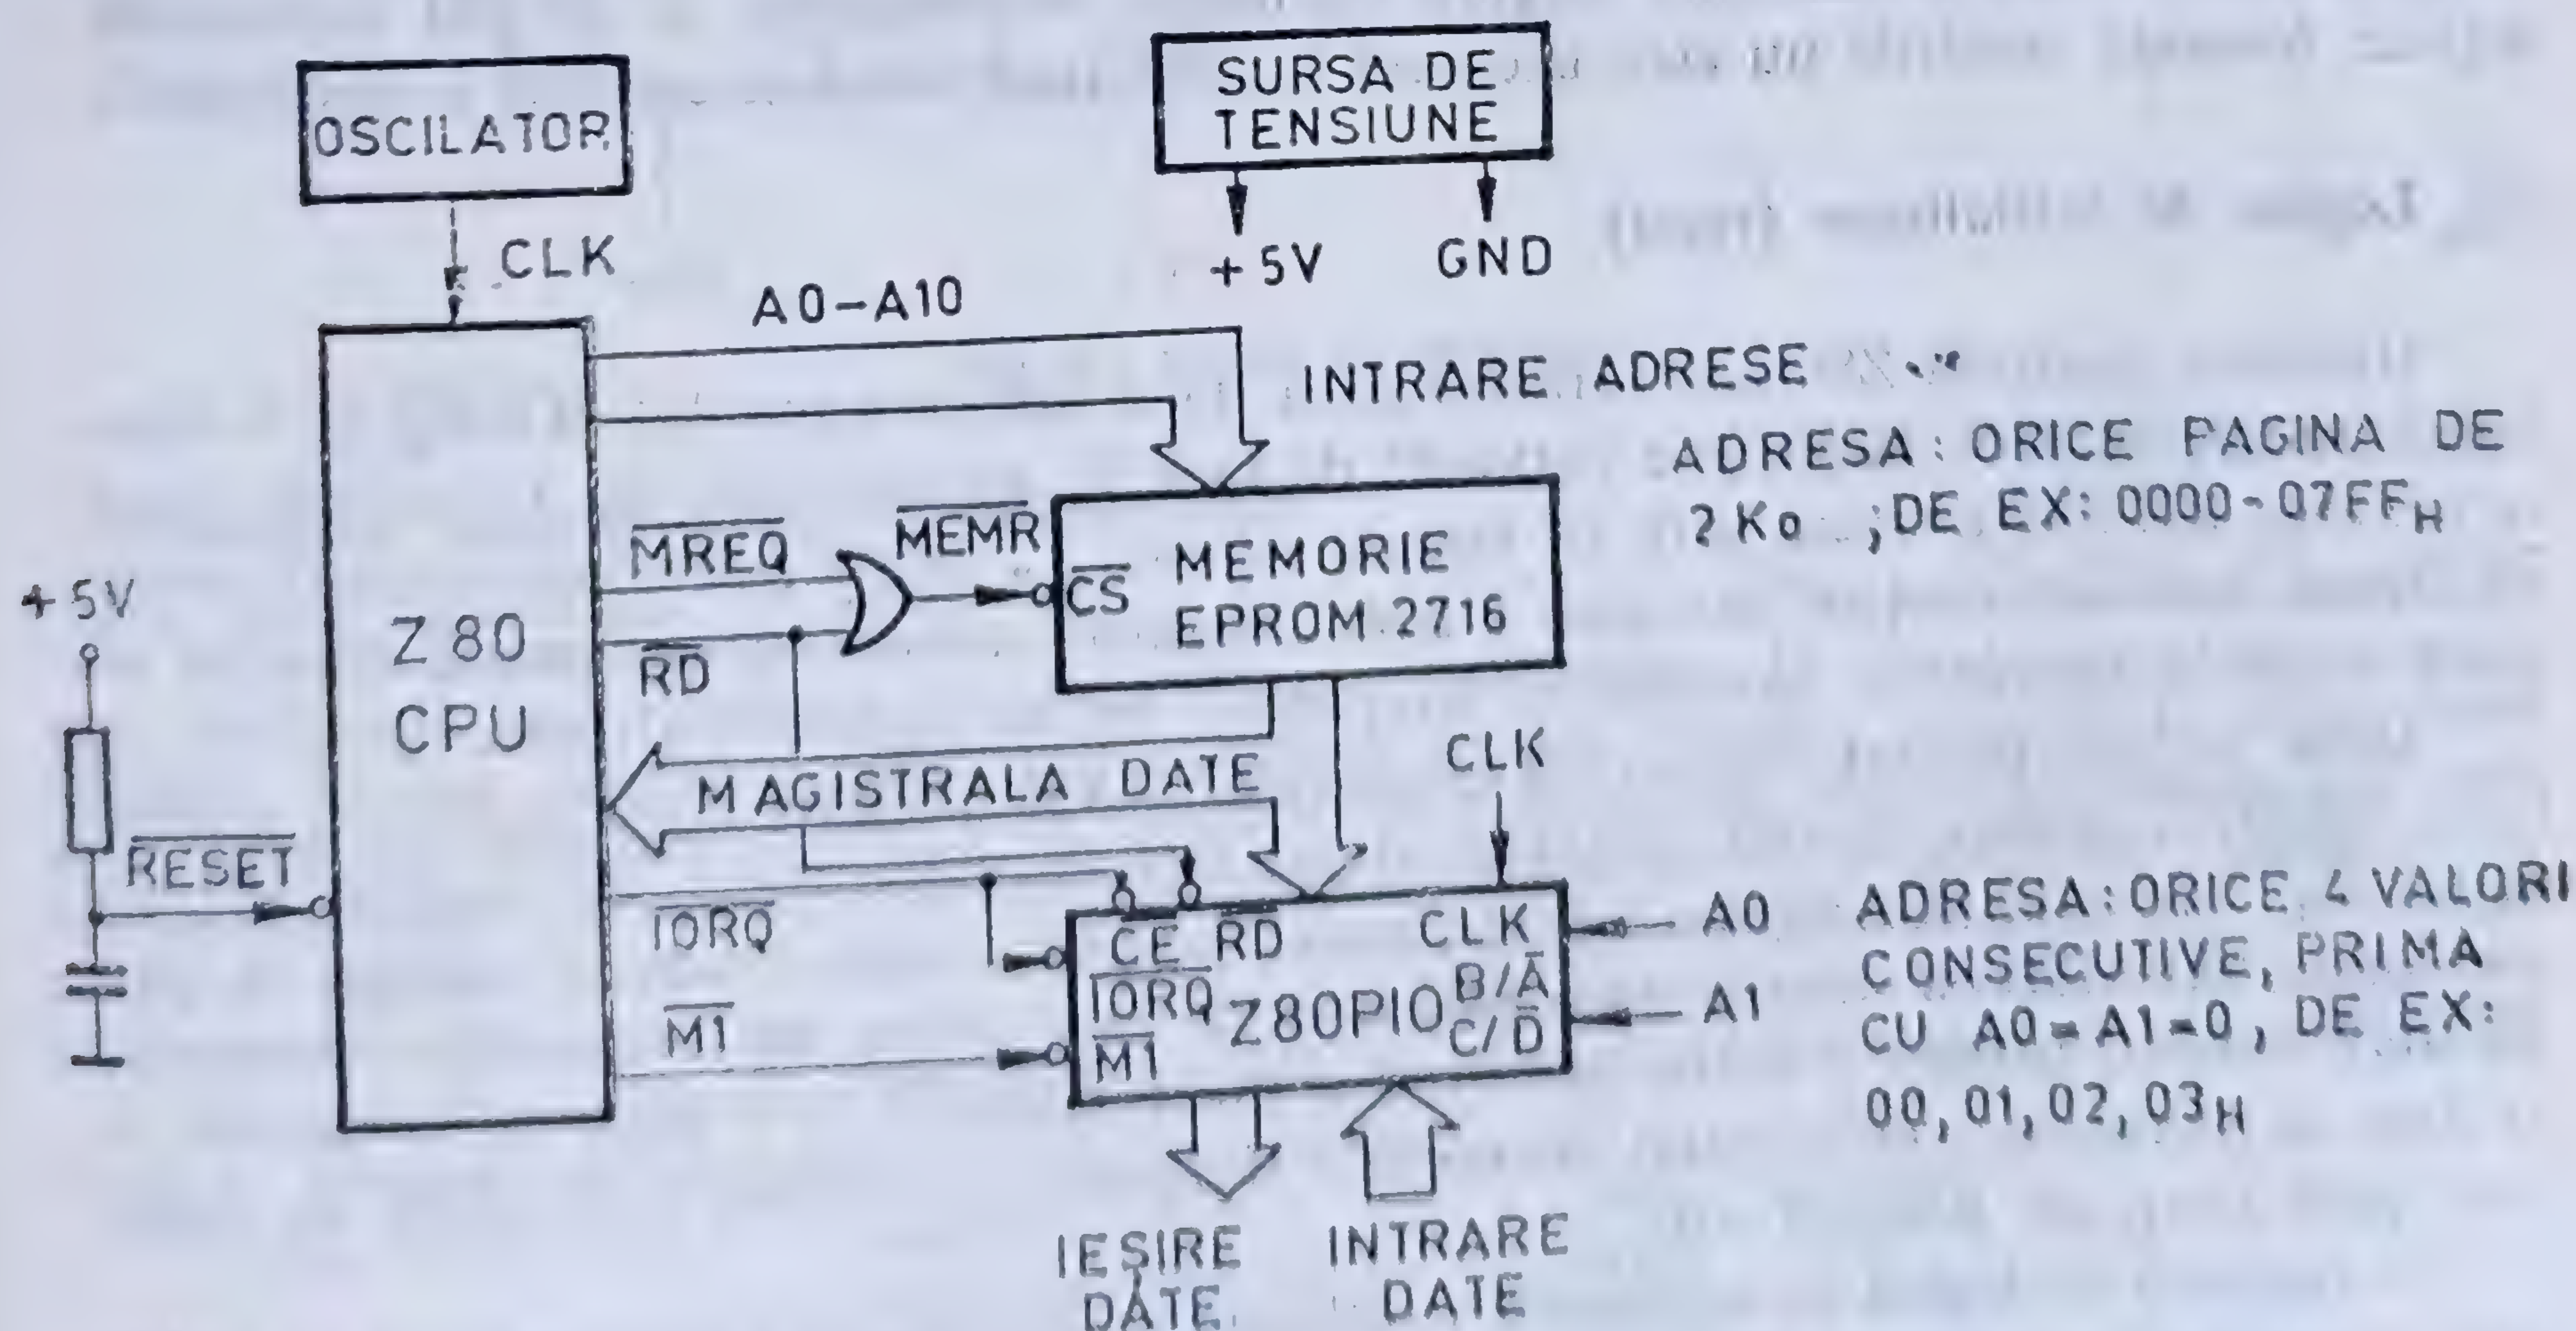 OSCILATOR
SURSA DE
TENSIUNE
CLK
+5V
GND
A0-A10
INTRARE ADRESE
ADRESA: ORICE PAGINA DE
2Ko ;DE EX: 0000-07FFH
MREQ
MEMR
CS
MEMORIE
EPROM 2716
RD
+5V
Z80
CPU
RESET
MAGISTRALA DATE
CLK
IORQ
M1
CE RD CLK
IORQ
Z80PIO
B/A
C/D
M1
A0
A1
ADRESA: ORICE 4 VALORI
CONSECUTIVE, PRIMA
CU A0=A1=0, DE EX:
00,01,02,03H
IEȘIRE
DATE
INTRARE
DATE